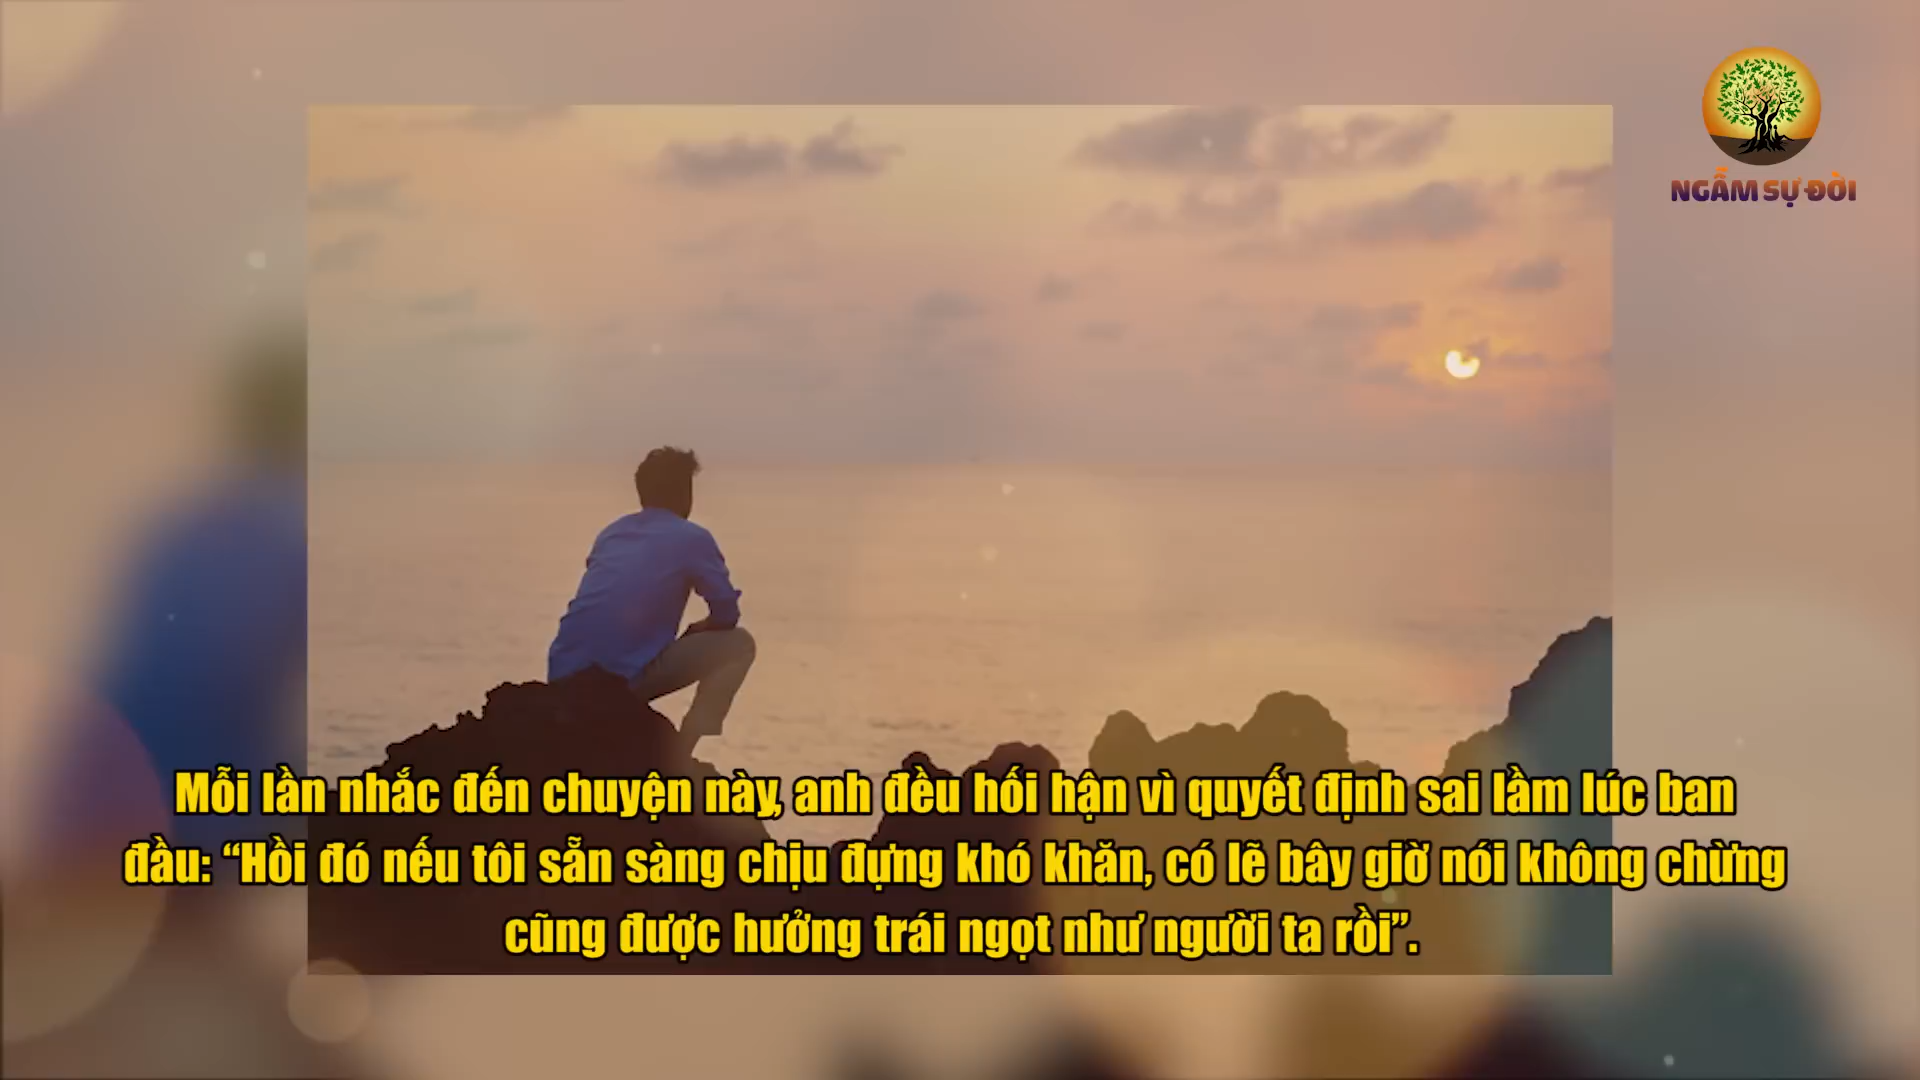 NGẪM SỰ ĐỜI
Mỗi lần nhắc đến chuyện này, anh đều hối hận vì quyết định sai lầm lúc ban
đầu: “Hồi đó nếu tôi sẵn sàng chịu đựng khó khăn, có lẽ bây giờ nói không chừng
cũng được hưởng trái ngọt như người ta rồi”.